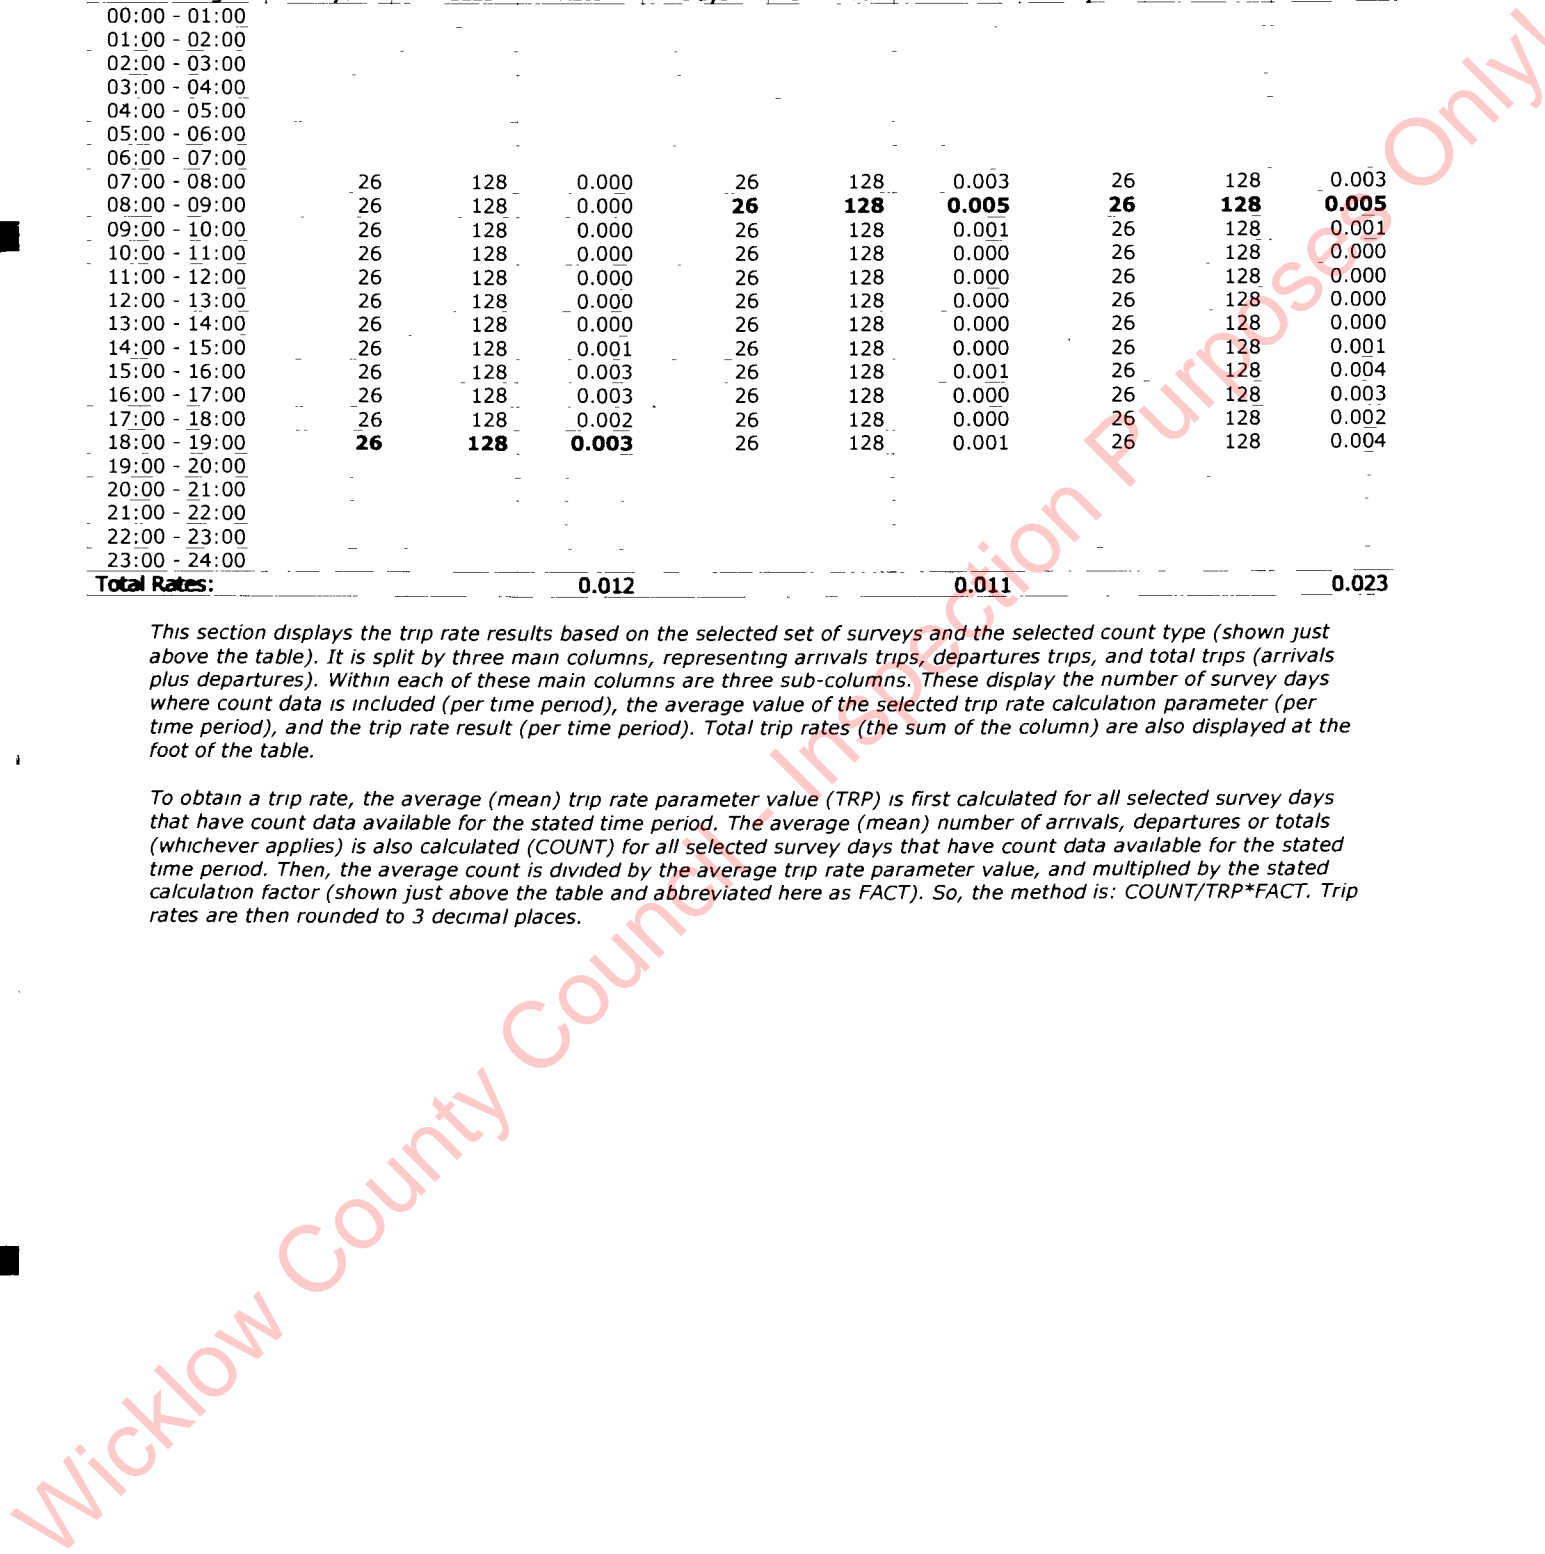 00:00 - 01:00
01:00 - 02:00
02:00 - 03:00
03:00 - 04:00
04:00 - 05:00
05:00 - 06:00
06:00 - 07:00
07:00 - 08:00 26 128 0.000 26 128 0.003 26 128 0.003
08:00 - 09:00 26 128 0.000 26 128 0.005 26 128 0.005
09:00 - 10:00 26 128 0.000 26 128 0.001 26 128 0.001
10:00 - 11:00 26 128 0.000 26 128 0.000 26 128 0.000
11:00 - 12:00 26 128 0.000 26 128 0.000 26 128 0.000
12:00 - 13:00 26 128 0.000 26 128 0.000 26 128 0.000
13:00 - 14:00 26 128 0.000 26 128 0.000 26 128 0.000
14:00 - 15:00 26 128 0.001 26 128 0.000 26 128 0.001
15:00 - 16:00 26 128 0.003 26 128 0.001 26 128 0.004
16:00 - 17:00 26 128 0.003 26 128 0.000 26 128 0.003
17:00 - 18:00 26 128 0.002 26 128 0.000 26 128 0.002
18:00 - 19:00 26 128 0.003 26 128 0.001 26 128 0.004
19:00 - 20:00
20:00 - 21:00
21:00 - 22:00
22:00 - 23:00
23:00 - 24:00
Total Rates: 0.012 0.011 0.023
This section displays the trip rate results based on the selected set of surveys and the selected count type (shown just
above the table). It is split by three main columns, representing arrivals trips, departures trips, and total trips (arrivals
plus departures). Within each of these main columns are three sub-columns. These display the number of survey days
where count data is included (per time period), the average value of the selected trip rate calculation parameter (per
time period), and the trip rate result (per time period). Total trip rates (the sum of the column) are also displayed at the
foot of the table.
To obtain a trip rate, the average (mean) trip rate parameter value (TRP) is first calculated for all selected survey days
that have count data available for the stated time period. The average (mean) number of arrivals, departures or totals
(whichever applies) is also calculated (COUNT) for all selected survey days that have count data available for the stated
time period. Then, the average count is divided by the average trip rate parameter value, and multiplied by the stated
calculation factor (shown just above the table and abbreviated here as FACT). So, the method is: COUNT/TRP*FACT. Trip
rates are then rounded to 3 decimal places.
Wicklow County Council - Inspection Purposes Only!